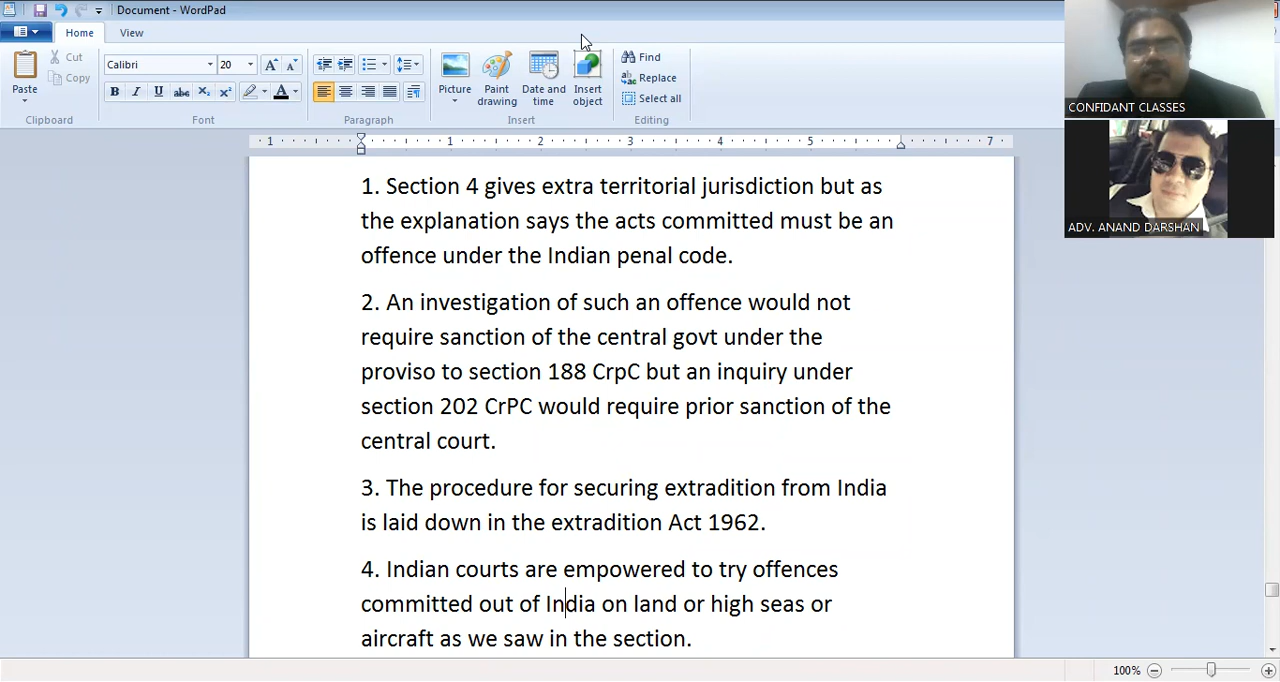 Document - WordPad
Home View
Paste
Cut
Copy
Clipboard
Calibri 20
Font
Paragraph
Picture
Paint drawing
Date and time
Insert object
Insert
Find
Replace
Select all
Editing
CONFIDANT CLASSES
ADV. ANAND DARSHAN
1 1 2 3 4 5 7
1. Section 4 gives extra territorial jurisdiction but as
the explanation says the acts committed must be an
offence under the Indian penal code.
2. An investigation of such an offence would not
require sanction of the central govt under the
proviso to section 188 CrpC but an inquiry under
section 202 CrPC would require prior sanction of the
central court.
3. The procedure for securing extradition from India
is laid down in the extradition Act 1962.
4. Indian courts are empowered to try offences
committed out of India on land or high seas or
aircraft as we saw in the section.
100%